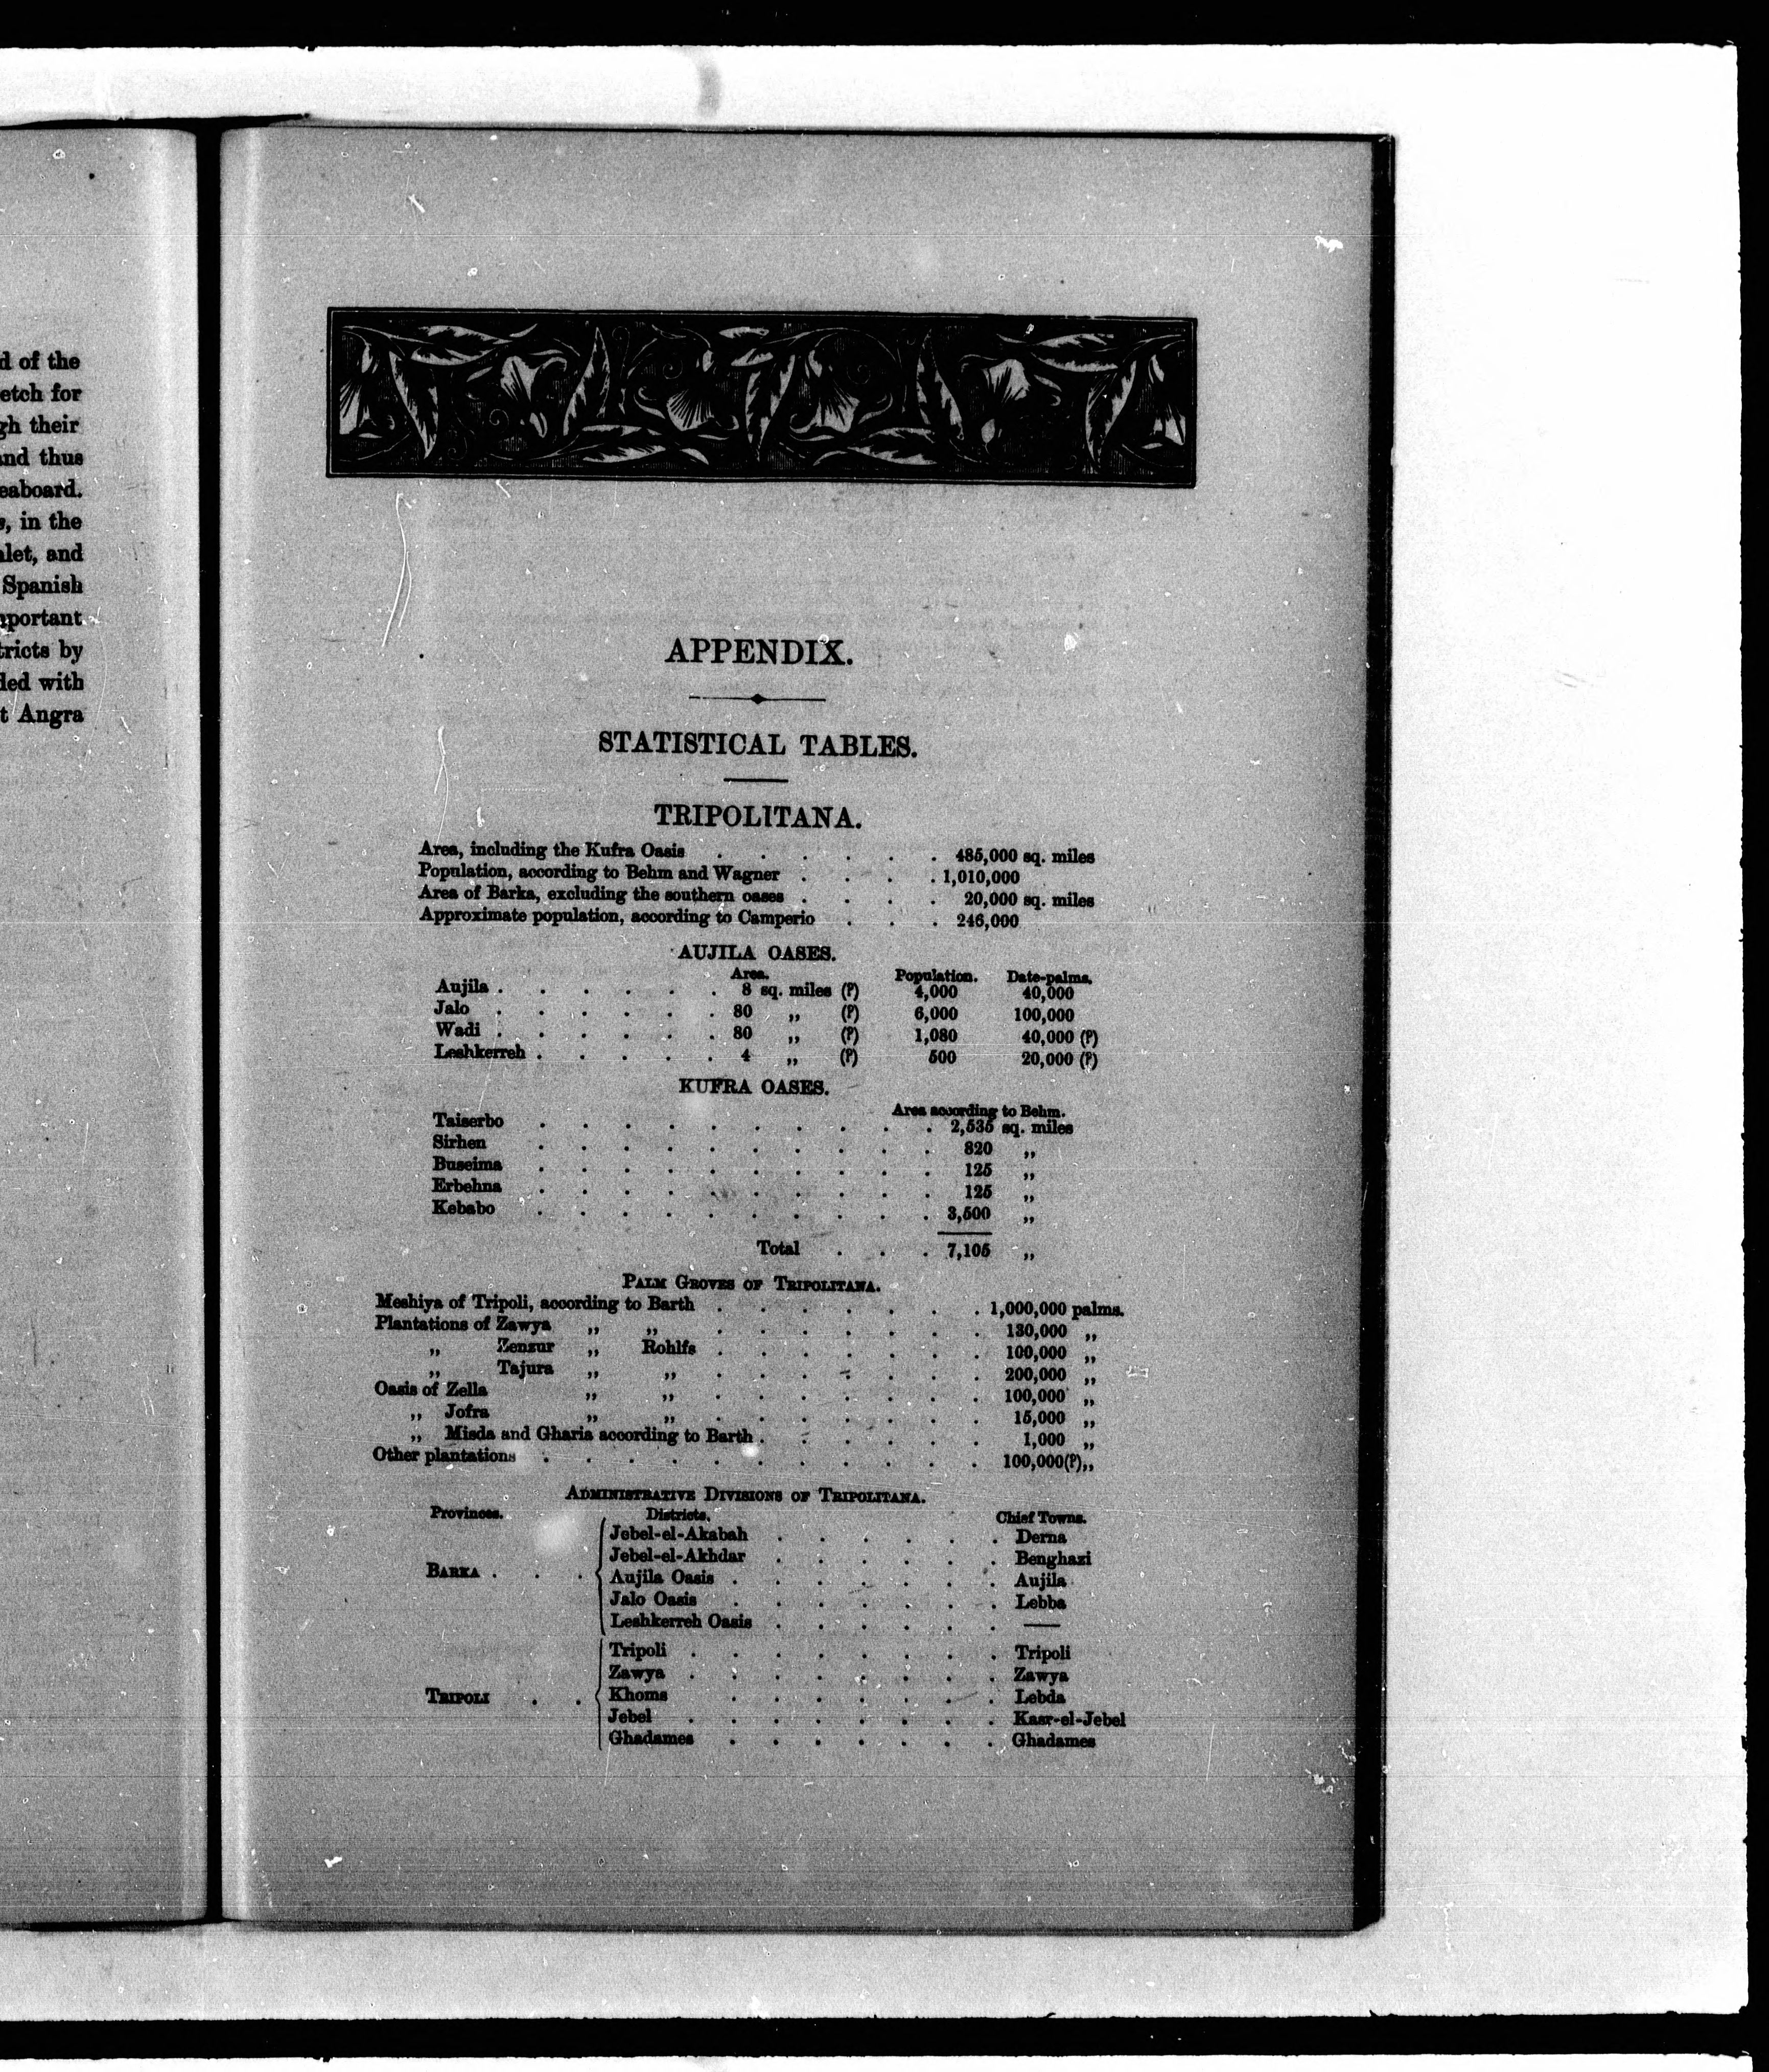 d of the
etch for
gh their
and thus
eaboard.
s, in the
let, and
Spanish
portant
tricts by
ded with
t Angra
APPENDIX.
STATISTICAL TABLES.
TRIPOLITANA.
Area, including the Kufra Oasis . . . . . . 485,000 sq. miles
Population, according to Behm and Wagner . . . . 1,010,000
Area of Barka, excluding the southern oases . . . . 20,000 sq. miles
Approximate population, according to Camperio . . . 246,000
AUJILA OASES.
Area. Population. Date-palms.
Aujila . . . . . . 8 sq. miles (?) 4,000 40,000
Jalo . . . . . . 80 „ (?) 6,000 100,000
Wadi . . . . . . 80 „ (?) 1,080 40,000 (?)
Leshkerreh . . . . . 4 „ (?) 500 20,000 (?)
KUFRA OASES.
Area according to Behm.
Taiserbo . . . . . . . . . . 2,535 sq. miles
Sirhen . . . . . . . . . . 820 „
Buseima . . . . . . . . . . 125 „
Erbehna . . . . . . . . . . 125 „
Kebabo . . . . . . . . . . 3,500 „
Total . . . 7,105 „
PALM GROVES OF TRIPOLITANA.
Meshiya of Tripoli, according to Barth . . . . . . . 1,000,000 palms.
Plantations of Zawya „ „ . . . . . . . 130,000 „
„ Zenzur „ Rohlfs . . . . . . . 100,000 „
„ Tajura „ „ . . . . . . . 200,000 „
Oasis of Zella „ „ . . . . . . . 100,000 „
„ Jofra „ „ . . . . . . . 15,000 „
„ Misda and Gharia according to Barth . . . . . . 1,000 „
Other plantations . . . . . . . . . . . 100,000(?)„
ADMINISTRATIVE DIVISIONS OF TRIPOLITANA.
Provinces. Districts. Chief Towns.
Jebel-el-Akabah . . . . . . Derna
Jebel-el-Akhdar . . . . . . Benghazi
BARKA . . . Aujila Oasis . . . . . . . Aujila
Jalo Oasis . . . . . . . Lebba
Leshkerreh Oasis . . . . . . ——
Tripoli . . . . . . . . Tripoli
Zawya . . . . . . . . Zawya
TRIPOLI . . Khoms . . . . . . . Lebda
Jebel . . . . . . . . Kasr-el-Jebel
Ghadames . . . . . . . Ghadames